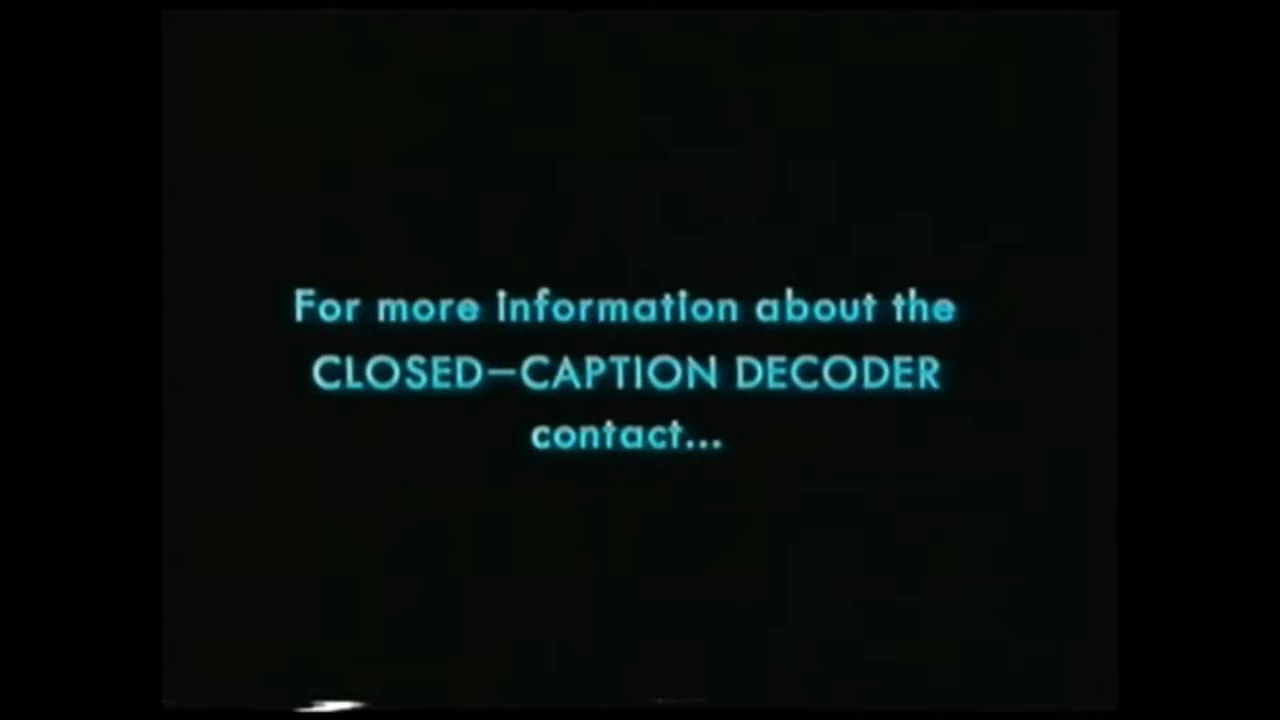 For more information about the
CLOSED–CAPTION DECODER
contact...